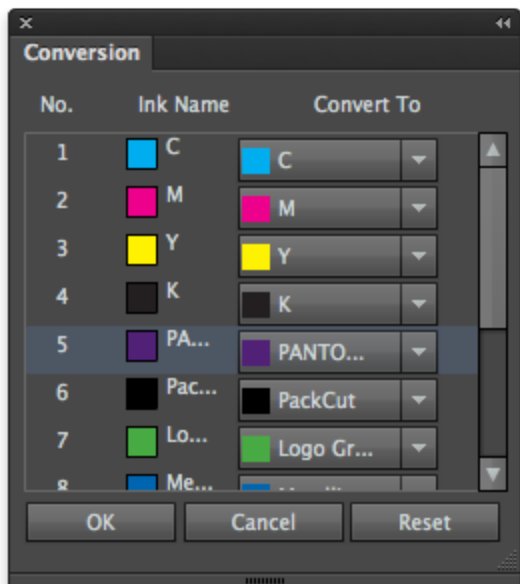 Conversion
No. Ink Name Convert To
1 C C
2 M M
3 Y Y
4 K K
5 PA... PANTO...
6 Pac... PackCut
7 Lo... Logo Gr...
8 Me...
OK Cancel Reset